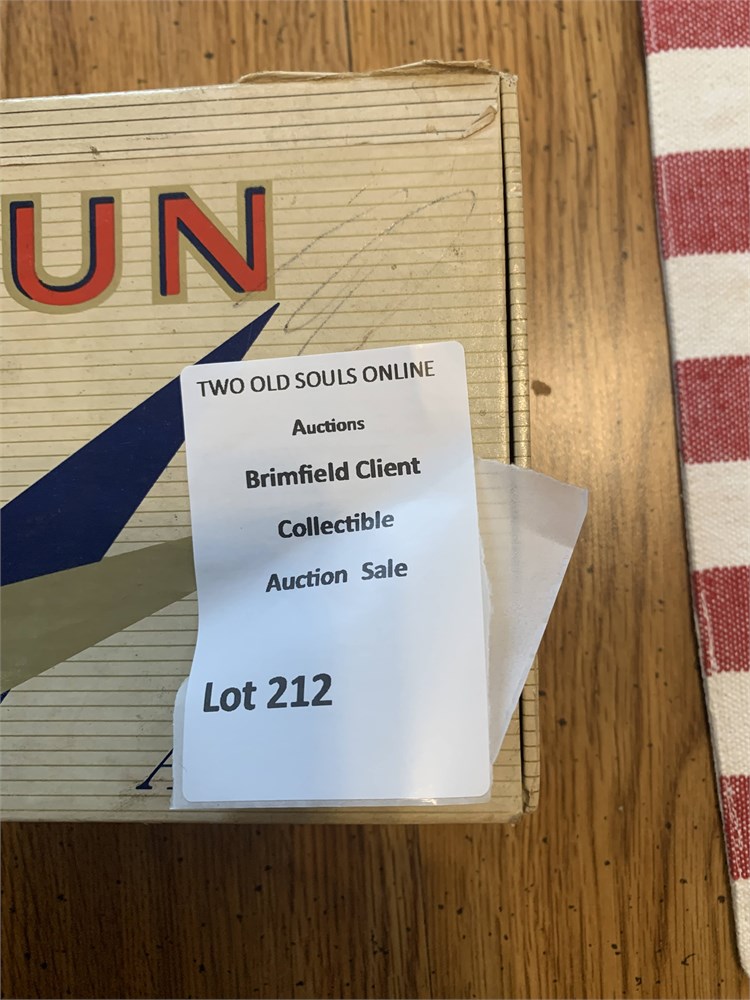 UN
TWO OLD SOULS ONLINE
Auctions
Brimfield Client
Collectible
Auction Sale
Lot 212
A